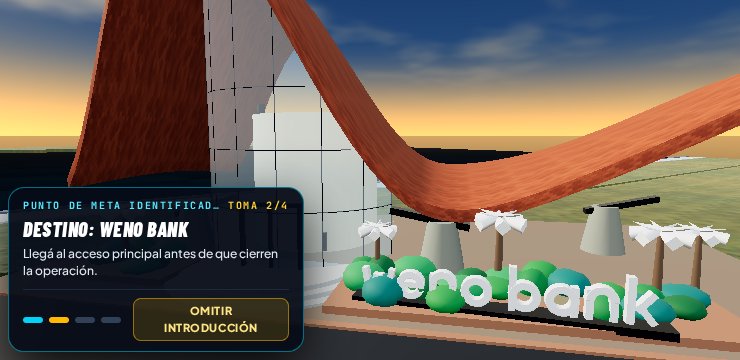 PUNTO DE META IDENTIFICAD… TOMA 2/4
DESTINO: WENO BANK
Llegá al acceso principal antes de que cierren
la operación.
OMITIR
INTRODUCCIÓN
weno bank